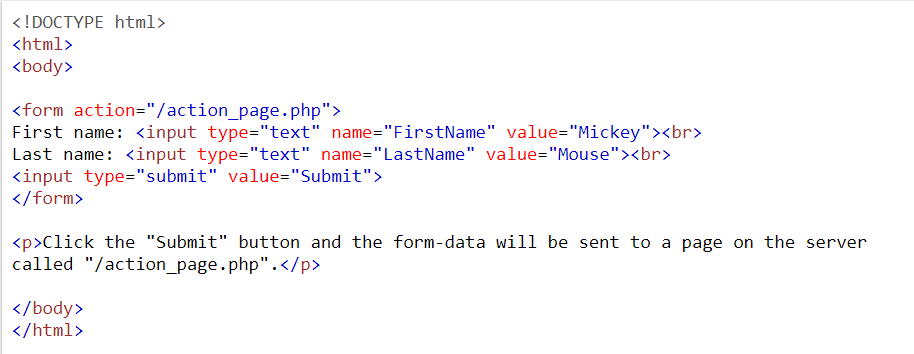 <!DOCTYPE html>
<html>
<body>
<form action="/action_page.php">
First name: <input type="text" name="FirstName" value="Mickey"><br>
Last name: <input type="text" name="LastName" value="Mouse"><br>
<input type="submit" value="Submit">
</form>
<p>Click the "Submit" button and the form-data will be sent to a page on the server
called "/action_page.php".</p>
</body>
</html>